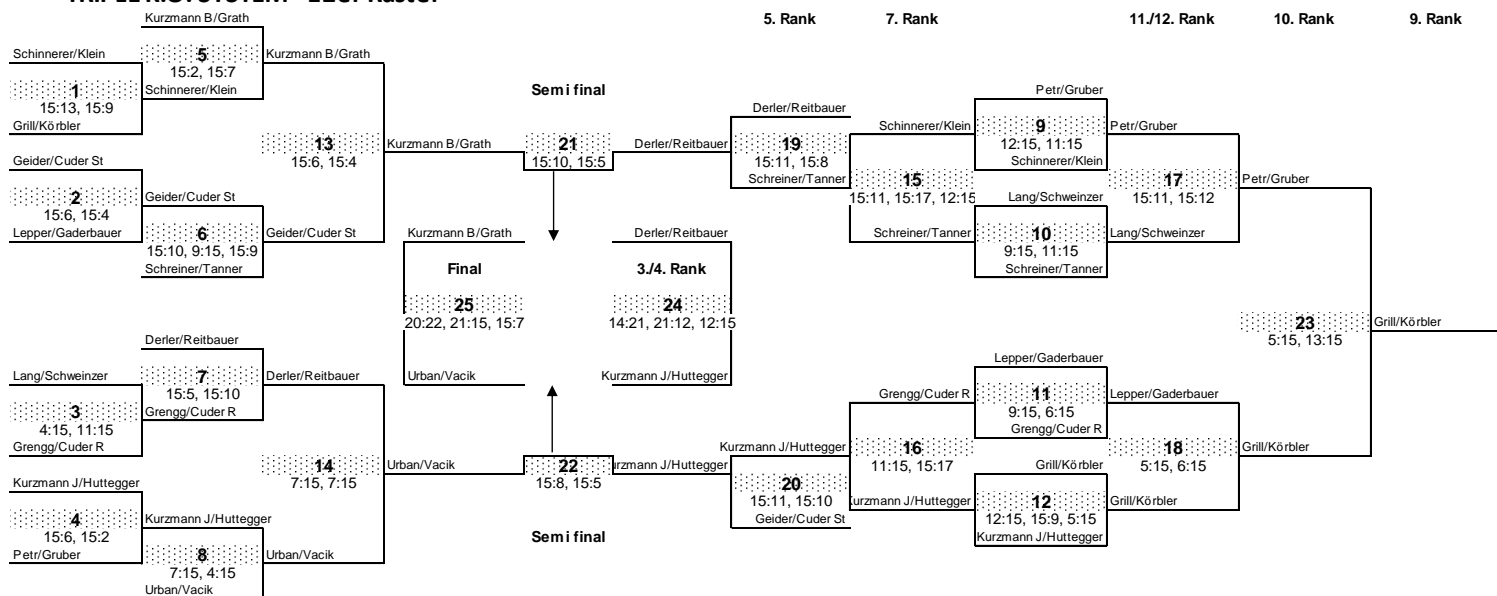 TRIPLE Raster
5. Rank
7. Rank
11./12. Rank
10. Rank
9. Rank
Schinnerer/Klein
1
15:13, 15:9
Grill/Körbler
Geider/Cuder St
2
15:6, 15:4
Lepper/Gaderbauer
Lang/Schweinzer
3
4:15, 11:15
Grengg/Cuder R
Kurzmann J/Huttegger
4
15:6, 15:2
Petr/Gruber
Kurzmann B/Grath
5
15:2, 15:7
Schinnerer/Klein
Geider/Cuder St
6
15:10, 9:15, 15:9
Schreiner/Tanner
Derler/Reitbauer
7
15:5, 15:10
Grengg/Cuder R
Kurzmann J/Huttegger
8
7:15, 4:15
Urban/Vacik
Kurzmann B/Grath
13
15:6, 15:4
Geider/Cuder St
Derler/Reitbauer
14
7:15, 7:15
Urban/Vacik
Kurzmann B/Grath
Semi final
21
15:10, 15:5
Derler/Reitbauer
Kurzmann B/Grath
Final
25
20:22, 21:15, 15:7
Urban/Vacik
Derler/Reitbauer
3./4. Rank
24
14:21, 21:12, 12:15
Kurzmann J/Huttegger
Urban/Vacik
22
15:8, 15:5
urzmann J/Huttegger
Semi final
Derler/Reitbauer
19
15:11, 15:8
Schreiner/Tanner
Kurzmann J/Huttegger
20
15:11, 15:10
Geider/Cuder St
Schinnerer/Klein
15
15:11, 15:17, 12:15
Schreiner/Tanner
Grengg/Cuder R
16
11:15, 15:17
Kurzmann J/Huttegger
Petr/Gruber
9
12:15, 11:15
Schinnerer/Klein
Lang/Schweinzer
10
9:15, 11:15
Schreiner/Tanner
Lepper/Gaderbauer
11
9:15, 6:15
Grengg/Cuder R
Grill/Körbler
12
12:15, 15:9, 5:15
Kurzmann J/Huttegger
Petr/Gruber
17
15:11, 15:12
Lang/Schweinzer
Lepper/Gaderbauer
18
5:15, 6:15
Grill/Körbler
Petr/Gruber
23
5:15, 13:15
Grill/Körbler
Grill/Körbler